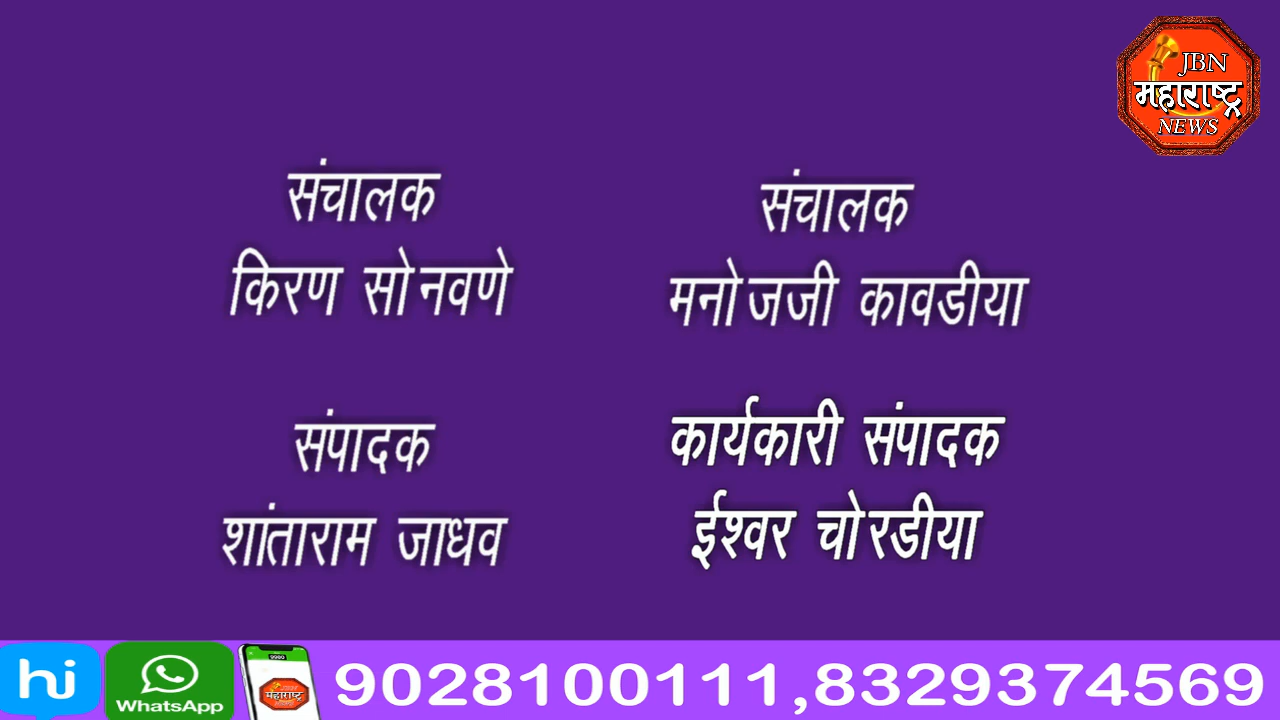 JBN
महाराष्ट्र
NEWS
संचालक
किरण सोनवणे
संचालक
मनोजजी कावडीया
संपादक
शांताराम जाधव
कार्यकारी संपादक
ईश्वर चोरडीया
hi
WhatsApp
महाराष्ट्र
9028100111,8329374569